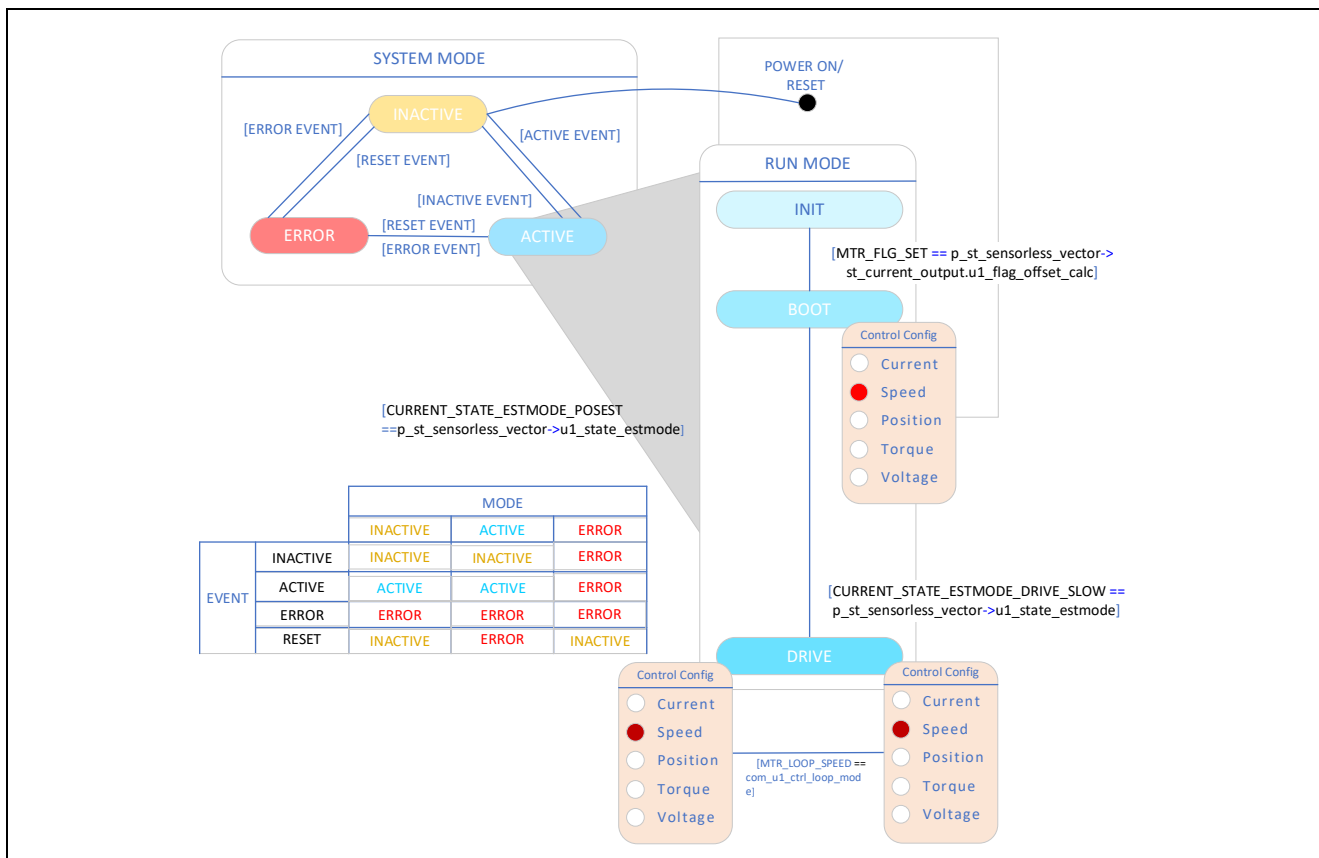 SYSTEM MODE
POWER ON/
RESET
INACTIVE
[ERROR EVENT]
[ACTIVE EVENT]
[RESET EVENT]
RUN MODE
[INACTIVE EVENT]
INIT
[RESET EVENT]
ERROR
ACTIVE
[ERROR EVENT]
[MTR_FLG_SET == p_st_sensorless_vector->
st_current_output.u1_flag_offset_calc]
BOOT
Control Config
Current
Speed
Position
Torque
Voltage
[CURRENT_STATE_ESTMODE_POSEST
==p_st_sensorless_vector->u1_state_estmode]
MODE
INACTIVE ACTIVE ERROR
EVENT
INACTIVE INACTIVE INACTIVE ERROR
ACTIVE ACTIVE ACTIVE ERROR
ERROR ERROR ERROR ERROR
RESET INACTIVE ERROR INACTIVE
[CURRENT_STATE_ESTMODE_DRIVE_SLOW ==
p_st_sensorless_vector->u1_state_estmode]
DRIVE
Control Config
Current
Speed
Position
Torque
Voltage
[MTR_LOOP_SPEED ==
com_u1_ctrl_loop_mod
e]
Control Config
Current
Speed
Position
Torque
Voltage